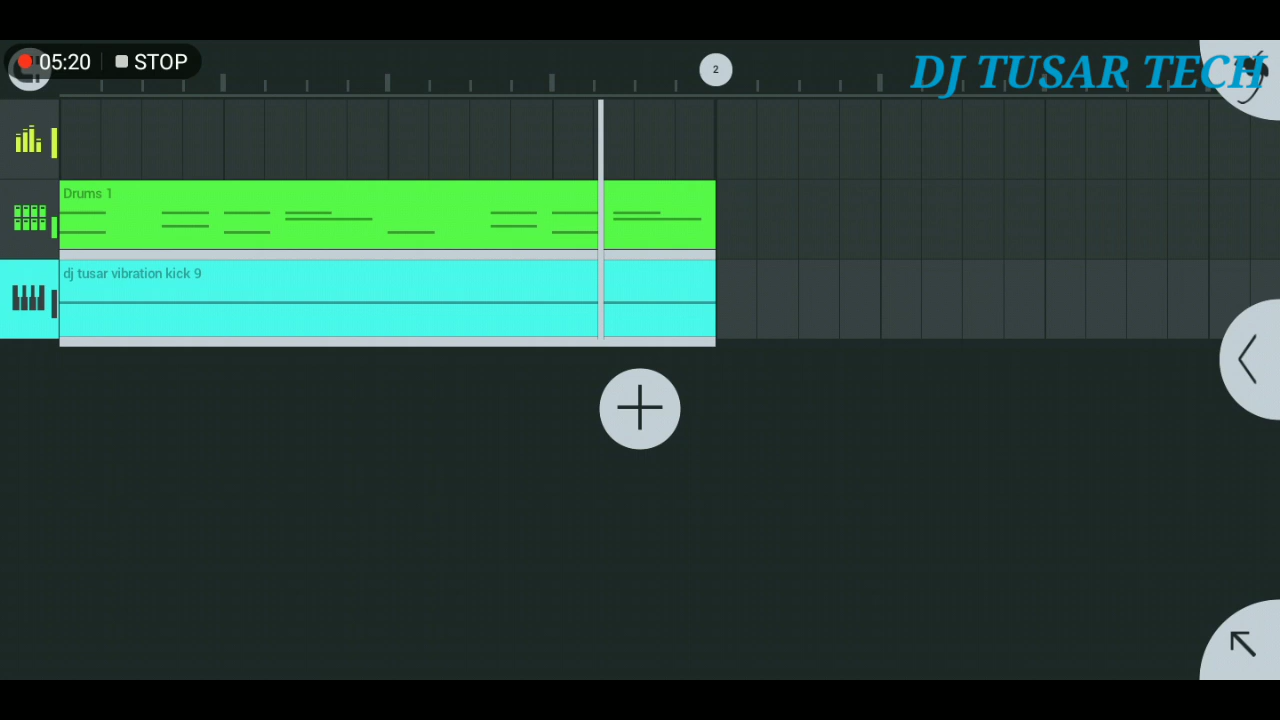 05:20
STOP
2
DJ TUSAR TECH
Drums 1
dj tusar vibration kick 9